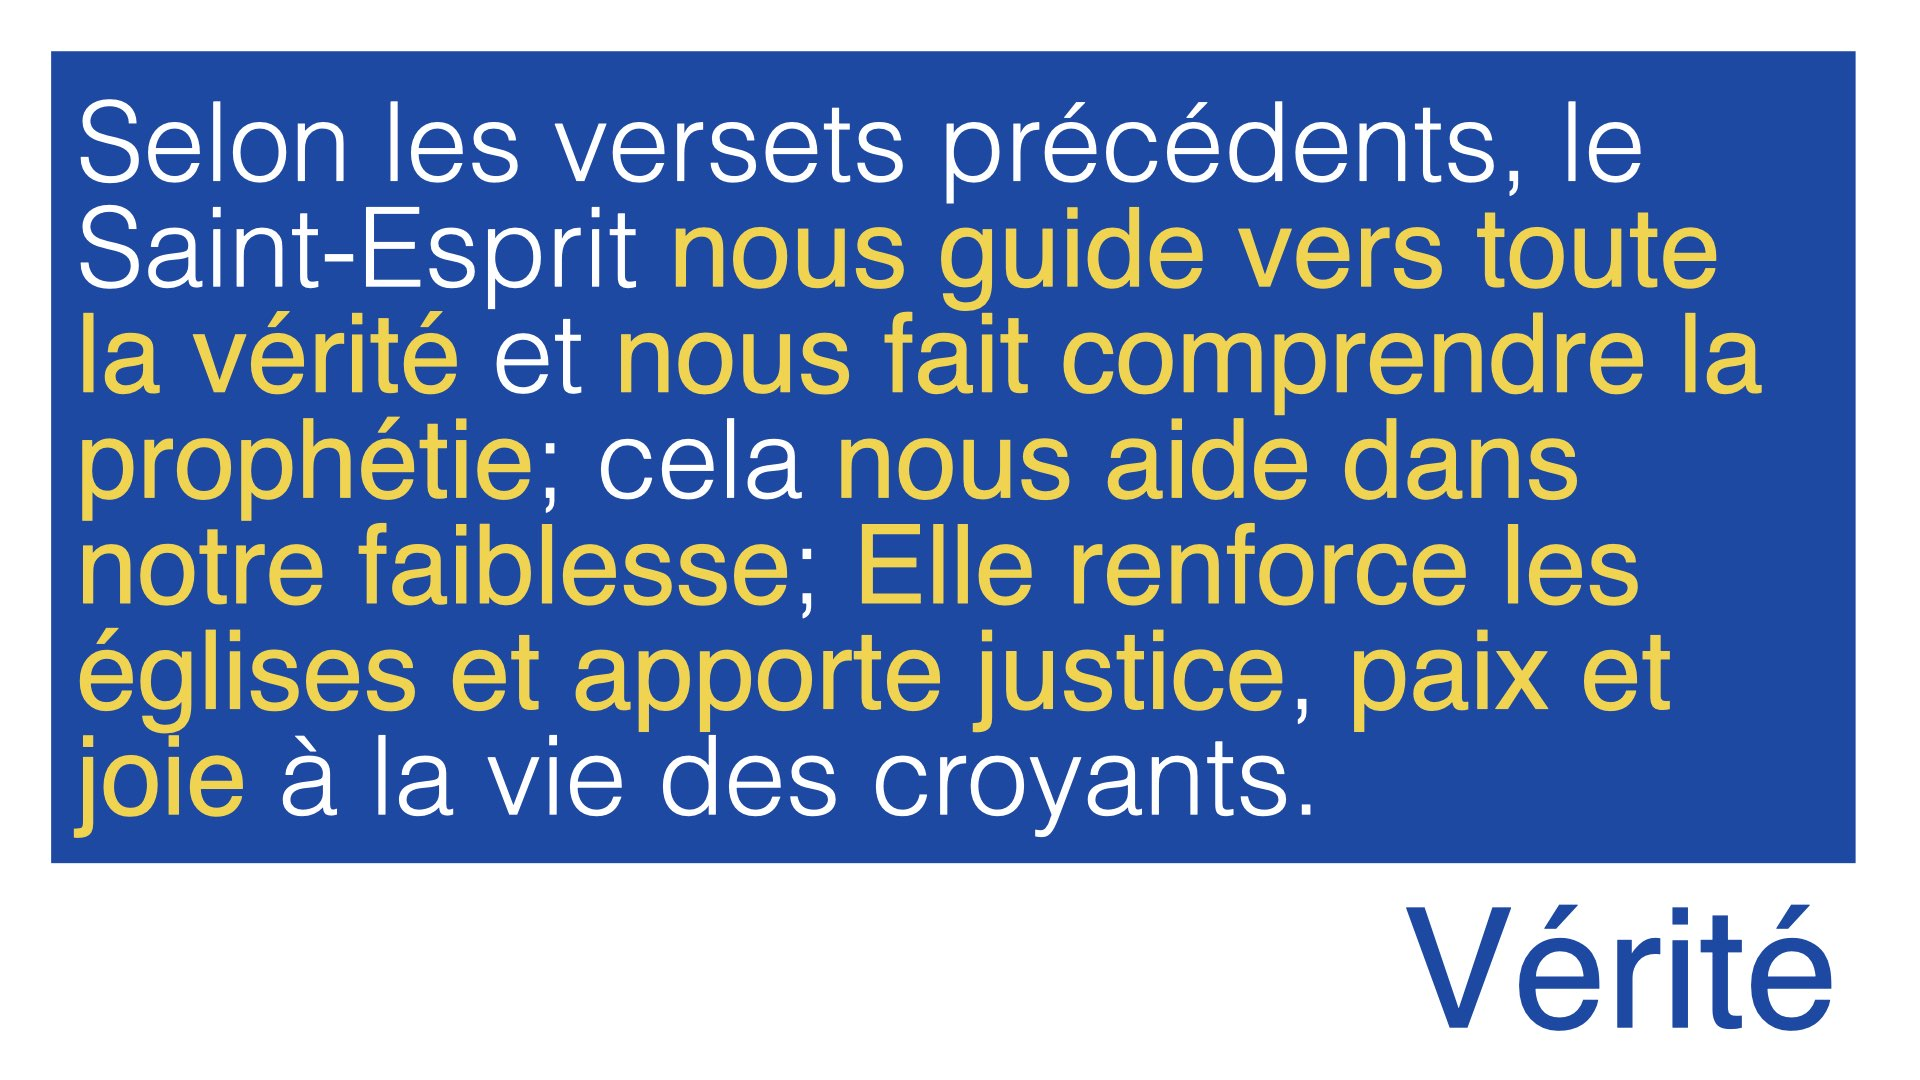 Selon les versets précédents, le
Saint-Esprit nous guide vers toute
la vérité et nous fait comprendre la
prophétie; cela nous aide dans
notre faiblesse; Elle renforce les
églises et apporte justice, paix et
joie à la vie des croyants.
Vérité